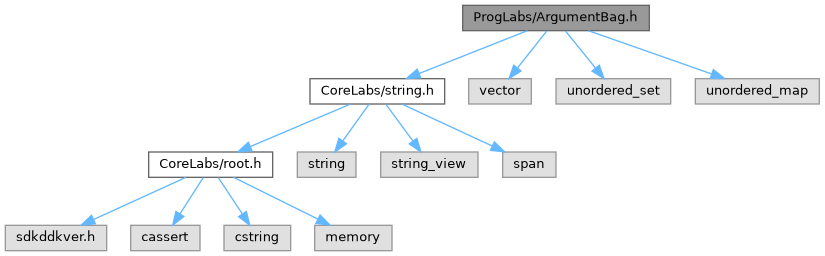 ProgLabs/ArgumentBag.h
CoreLabs/string.h
vector
unordered_set
unordered_map
CoreLabs/root.h
string
string_view
span
sdkddkver.h
cassert
cstring
memory